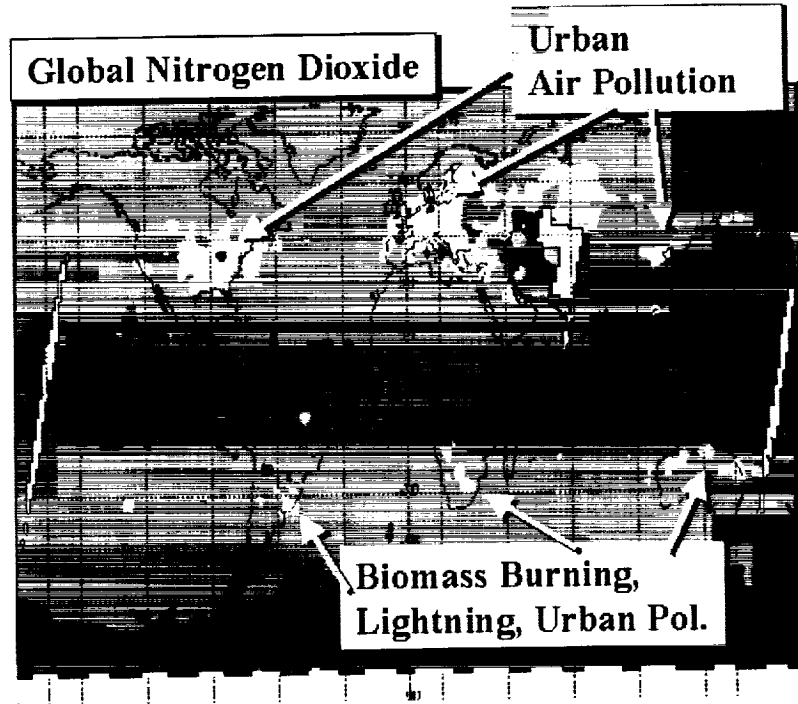 Global Nitrogen Dioxide
Urban
Air Pollution
Biomass Burning,
Lightning, Urban Pol.